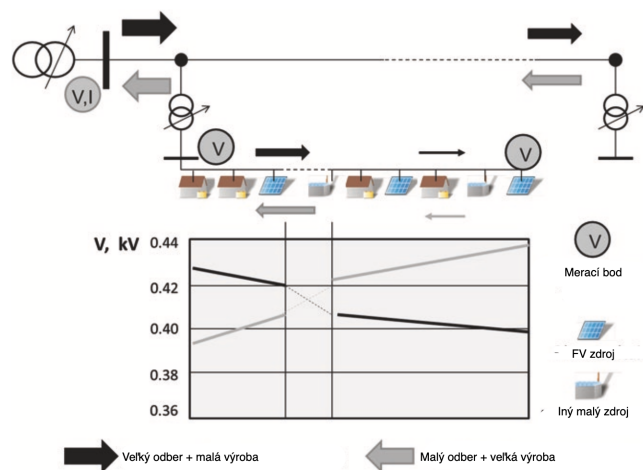 V,I
V
V
V, kV
0.44
0.42
0.40
0.38
0.36
V
Merací bod
FV zdroj
Iný malý zdroj
Veľký odber + malá výroba
Malý odber + veľká výroba